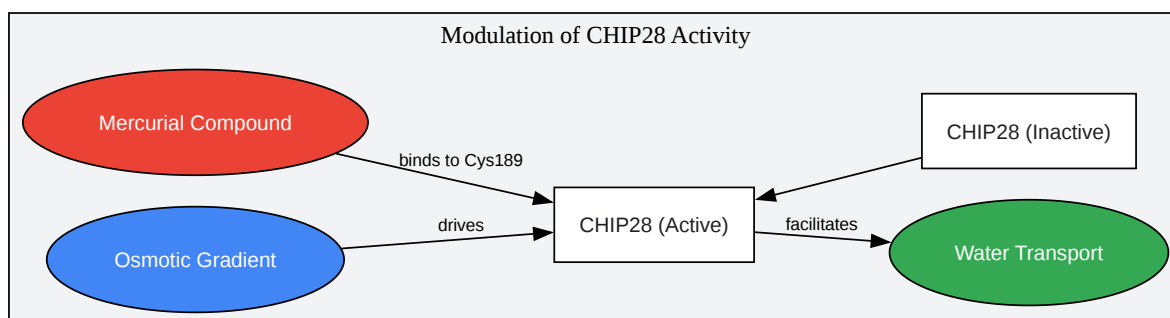 Modulation of CHIP28 Activity
Mercurial Compound
CHIP28 (Inactive)
binds to Cys189
CHIP28 (Active)
drives
facilitates
Osmotic Gradient
Water Transport